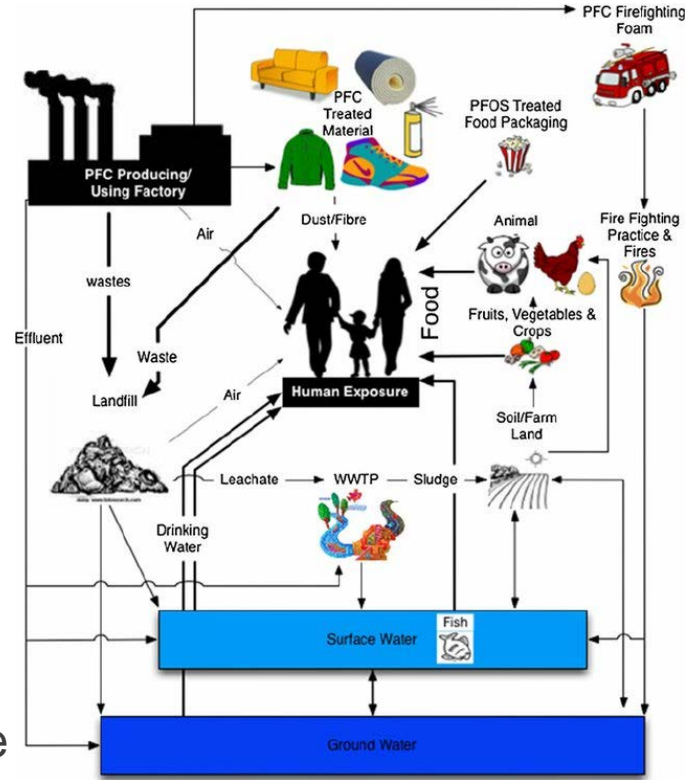 PFC Firefighting
Foam
PFC
Treated
Material
PFOS Treated
Food Packaging
PFC Producing/
Using Factory
Air
Dust/Fibre
Animal
Fire Fighting
Practice &
Fires
wastes
Food
Fruits, Vegetables &
Crops
Effluent
Waste
Landfill
Air
Human Exposure
Soil/Farm
Land
Leachate
WWTP
Sludge
Drinking
Water
Fish
Surface Water
Ground Water
e